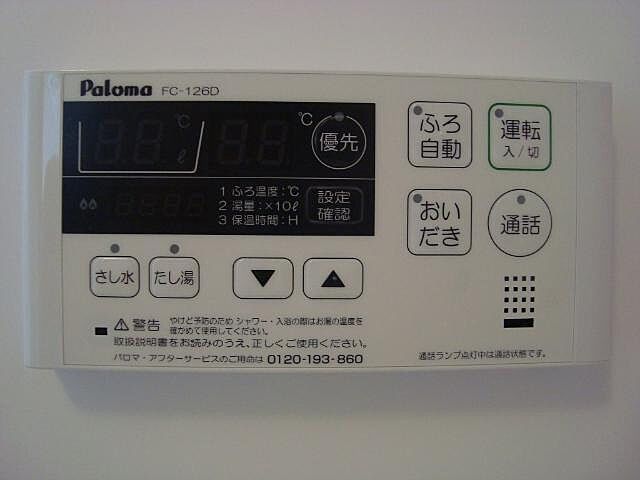 Paloma FC-126D
℃ ℃
優先
ℓ
1 ふろ温度:℃
2 湯量:×10ℓ
3 保温時間:H
設定
確認
ふろ
自動
運転
入/切
おい
だき
通話
さし水
たし湯
▼ ▲
⚠警告 やけど予防のため シャワー・入浴の際はお湯の温度を
確かめて使用してください。
取扱説明書をお読みのうえ、正しくご使用ください。
パロマ・アフターサービスのご用命は 0120-193-860
通話ランプ点灯中は通話状態です。